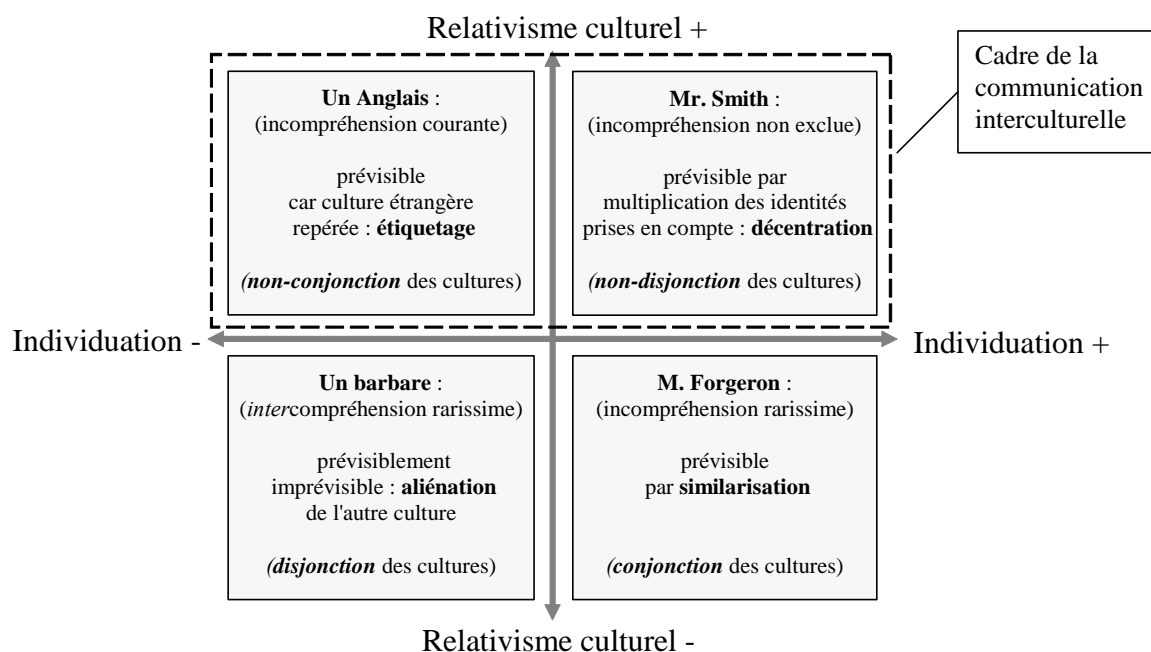 Relativisme culturel +
Cadre de la
communication
interculturelle
Un Anglais :
(incompréhension courante)
prévisible
car culture étrangère
repérée : étiquetage
(non-conjonction des cultures)
Mr. Smith :
(incompréhension non exclue)
prévisible par
multiplication des identités
prises en compte : décentration
(non-disjonction des cultures)
Individuation -
Individuation +
Un barbare :
(intercompréhension rarissime)
prévisiblement
imprévisible : aliénation
de l'autre culture
(disjonction des cultures)
M. Forgeron :
(incompréhension rarissime)
prévisible
par similarisation
(conjonction des cultures)
Relativisme culturel -